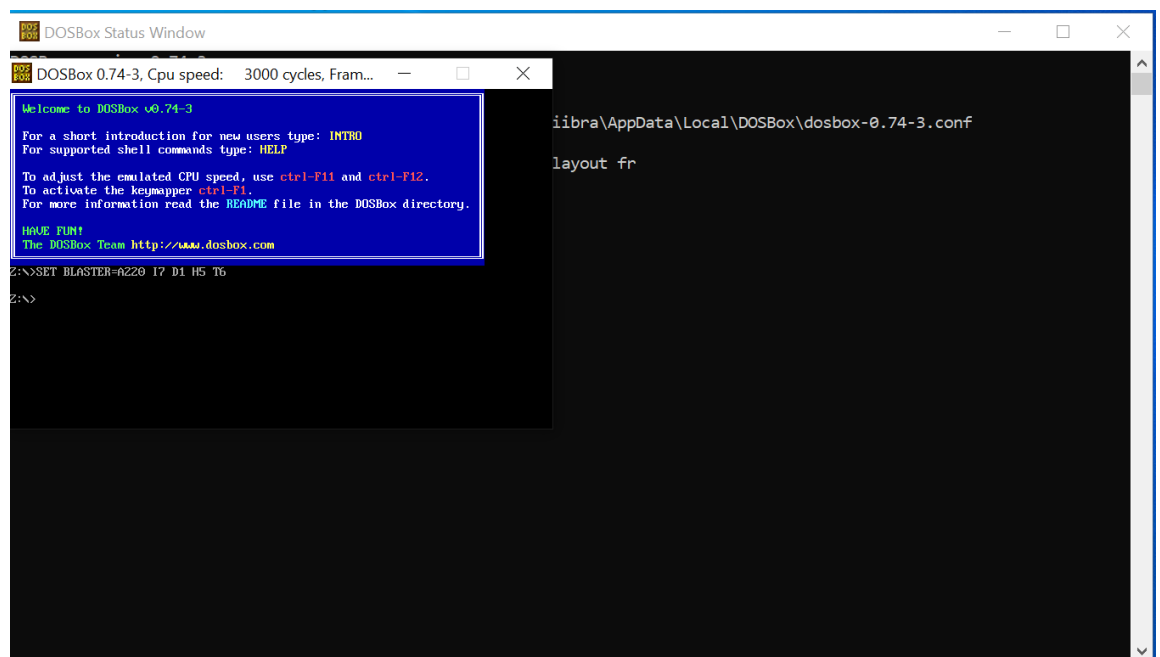 DOSBox Status Window
DOSBox 0.74-3, Cpu speed: 3000 cycles, Fram...
Welcome to DOSBox v0.74-3
For a short introduction for new users type: INTRO
For supported shell commands type: HELP
To adjust the emulated CPU speed, use ctrl-F11 and ctrl-F12.
To activate the keymapper ctrl-F1.
For more information read the README file in the DOSBox directory.
HAVE FUN!
The DOSBox Team http://www.dosbox.com
Z:\>SET BLASTER=A220 I7 D1 H5 T6
Z:\>
iibra\AppData\Local\DOSBox\dosbox-0.74-3.conf
layout fr